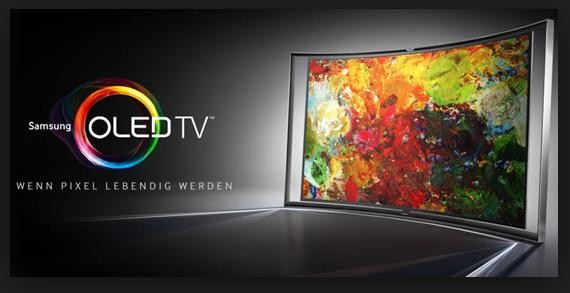 Samsung OLED TV™
WENN PIXEL LEBENDIG WERDEN